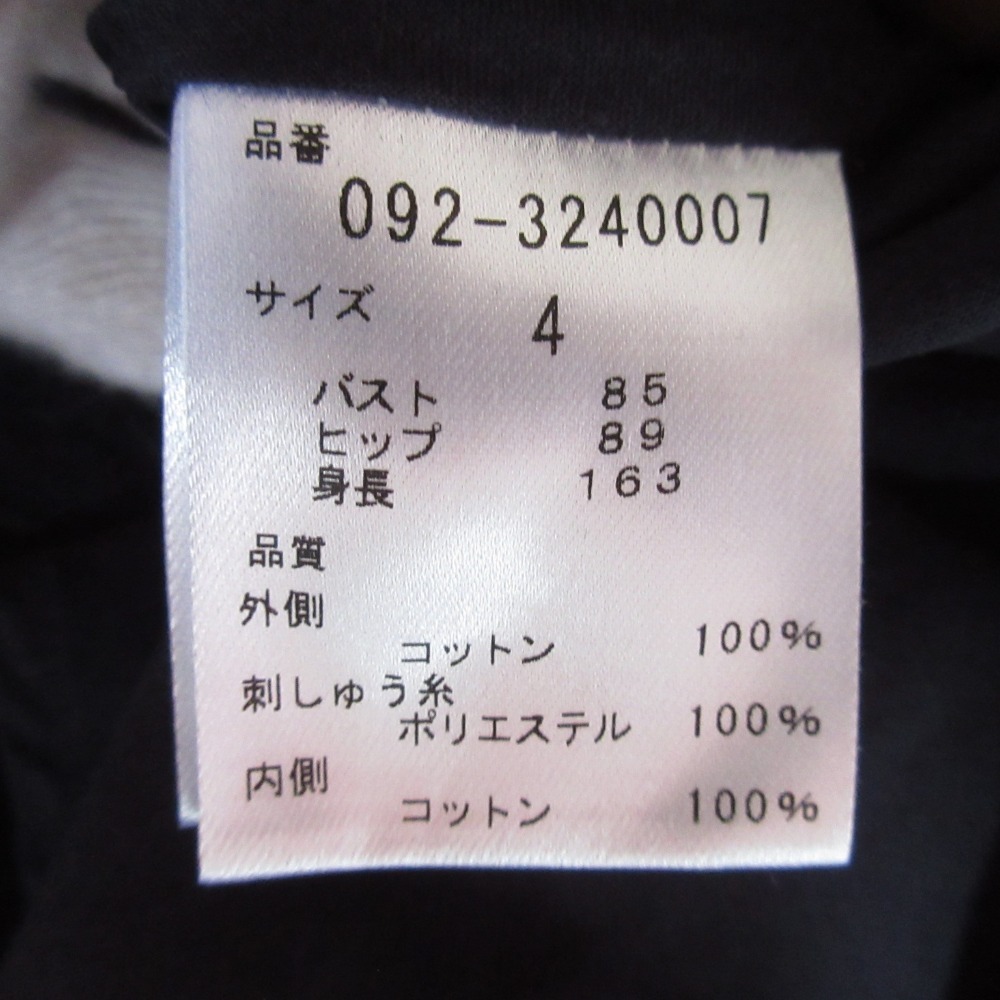 品番
092-3240007
サイズ 4
バスト 85
ヒップ 89
身長 163
品質
外側
コットン 100%
刺しゅう糸
ポリエステル 100%
内側
コットン 100%